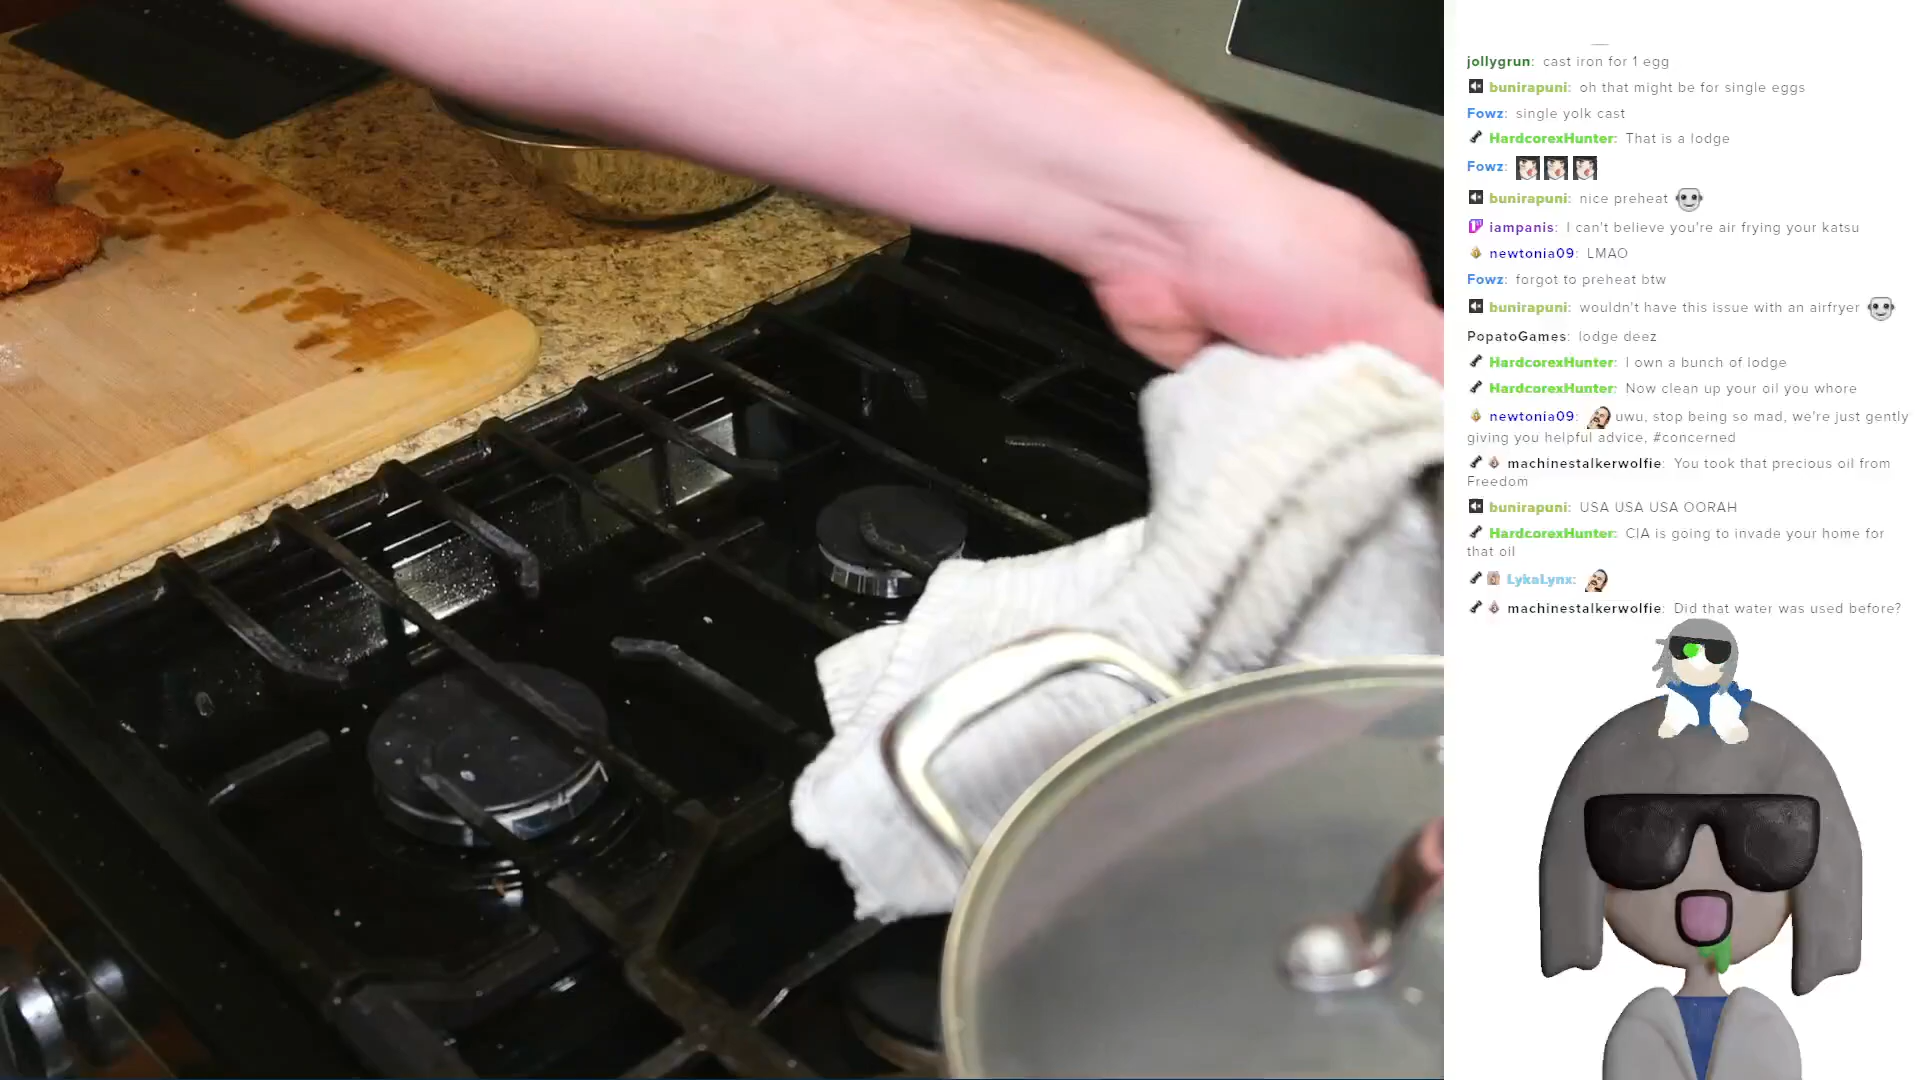 jollygrun: cast iron for 1 egg
bunirapuni: oh that might be for single eggs
Fowz: single yolk cast
HardcorexHunter: That is a lodge
Fowz:
bunirapuni: nice preheat
iampanis: I can't believe you're air frying your katsu
newtonia09: LMAO
Fowz: forgot to preheat btw
bunirapuni: wouldn't have this issue with an airfryer
PopatoGames: lodge deez
HardcorexHunter: I own a bunch of lodge
HardcorexHunter: Now clean up your oil you whore
newtonia09: uwu, stop being so mad, we're just gently
giving you helpful advice, #concerned
machinestalkerwolfie: You took that precious oil from
Freedom
bunirapuni: USA USA USA OORAH
HardcorexHunter: CIA is going to invade your home for
that oil
LykaLynx:
machinestalkerwolfie: Did that water was used before?